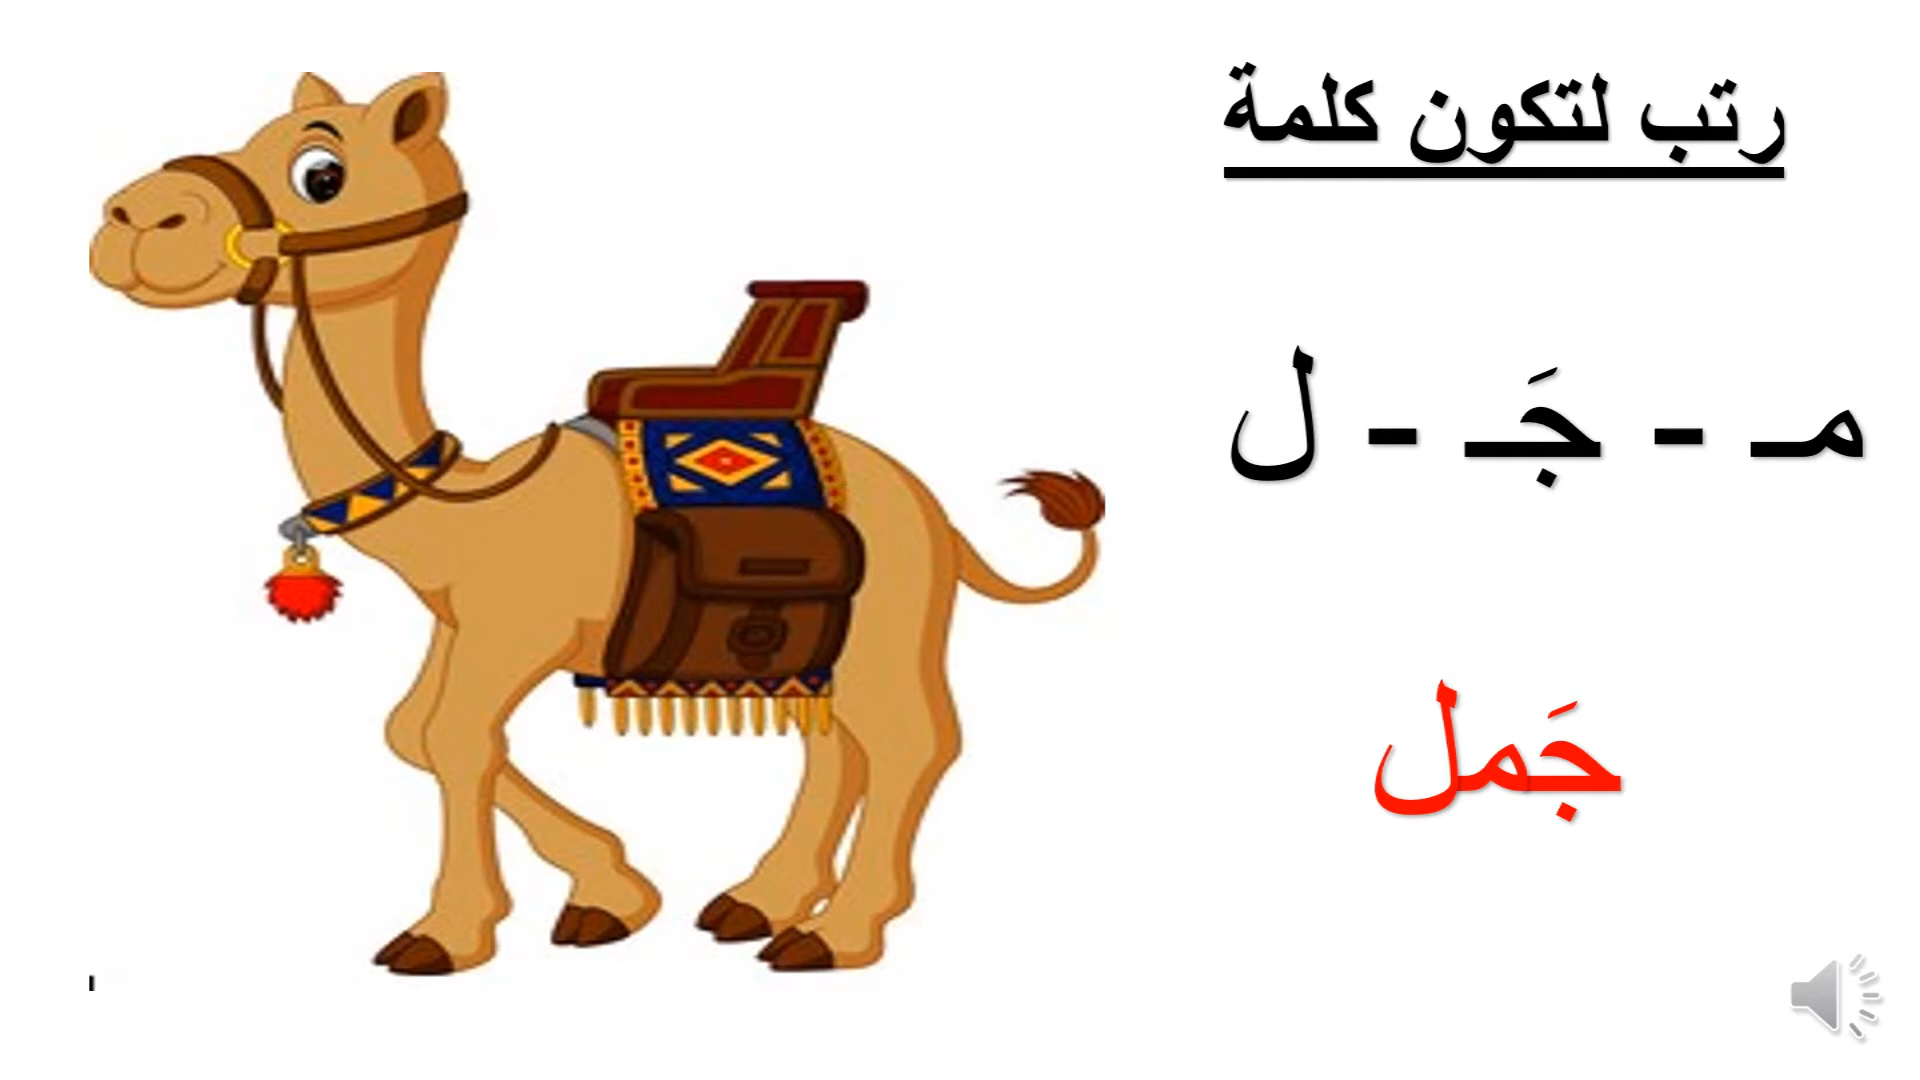 رتب لتكون كلمة
مـ - جَـ - ل
جَمل